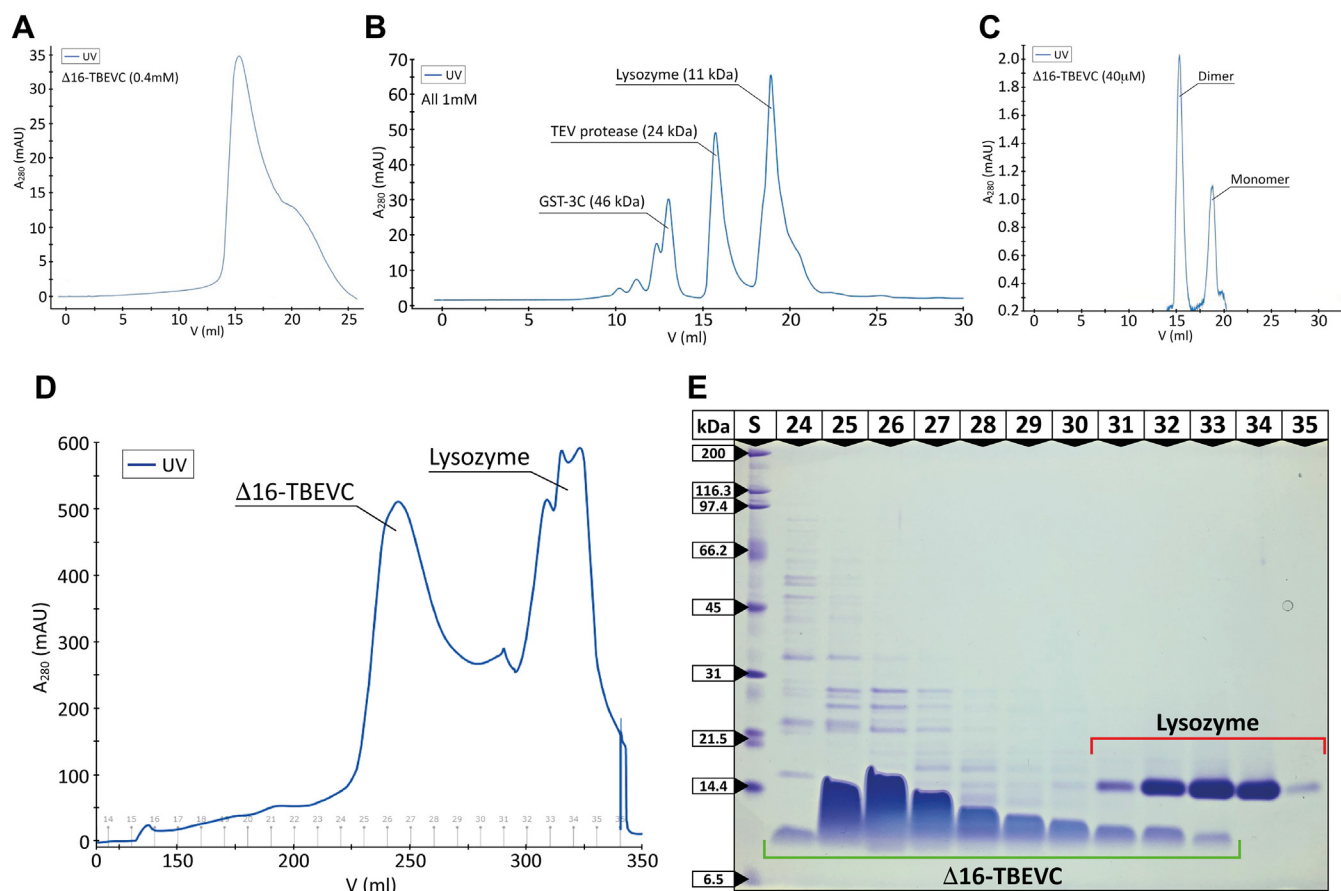 A
UV
Δ16-TBEVC (0.4mM)
A280 (mAU)
35
30
25
20
15
10
5
0
0 5 10 15 20 25
V (ml)
B
UV
All 1mM
Lysozyme (11 kDa)
TEV protease (24 kDa)
GST-3C (46 kDa)
A280 (mAU)
70
60
50
40
30
20
10
0
0 5 10 15 20 25 30
V (ml)
C
UV
Δ16-TBEVC (40μM)
Dimer
Monomer
A280 (mAU)
2.0
1.8
1.6
1.4
1.2
1.0
0.8
0.6
0.4
0.2
0 5 10 15 20 25 30
V (ml)
D
UV
Δ16-TBEVC
Lysozyme
A280 (mAU)
600
500
400
300
200
100
0
14 15 16 17 18 19 20 21 22 23 24 25 26 27 28 29 30 31 32 33 34 35 36
0 150 200 250 300 350
V (ml)
E
kDa S 24 25 26 27 28 29 30 31 32 33 34 35
200
116.3
97.4
66.2
45
31
21.5
14.4
6.5
Lysozyme
Δ16-TBEVC